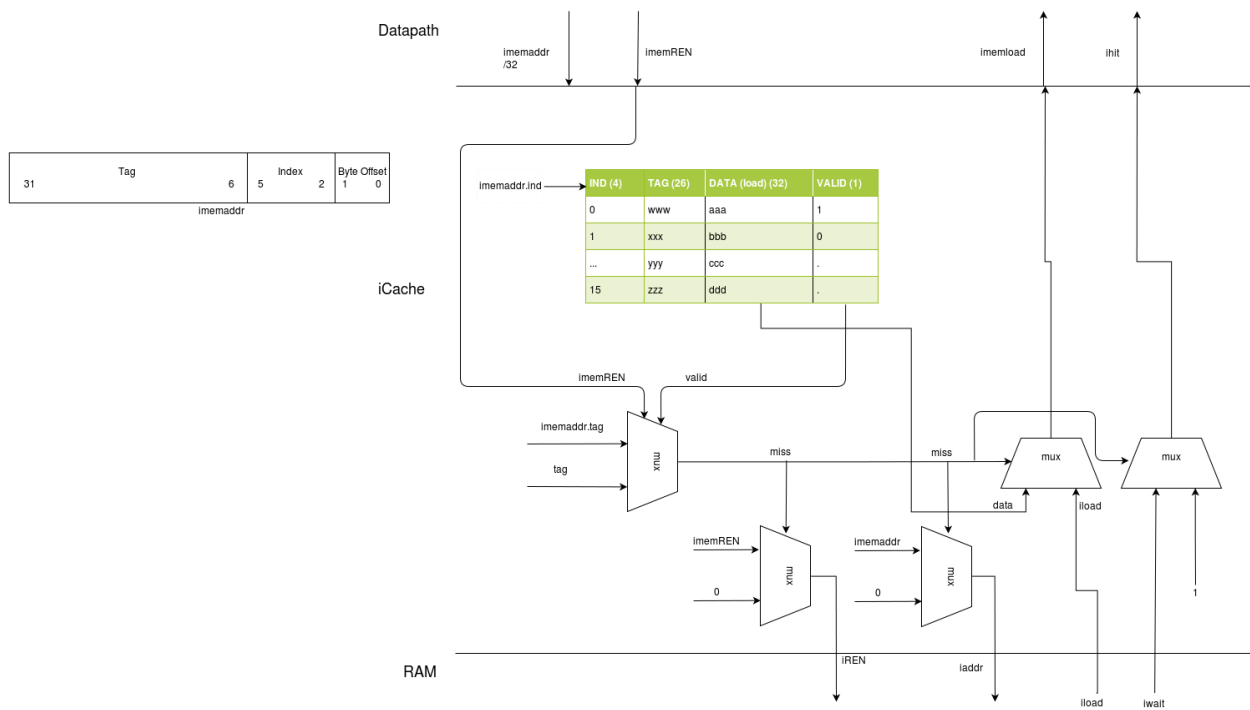 Datapath
imemaddr
/32
imemREN
imemload
ihit
Tag
Index
Byte Offset
31
6
5
2
1
0
imemaddr
imemaddr.ind
IND (4) TAG (26) DATA (load) (32) VALID (1)
0 www aaa 1
1 xxx bbb 0
... yyy ccc .
15 zzz ddd .
iCache
imemREN
valid
imemaddr.tag
tag
mux
miss
miss
mux
mux
data
iload
imemREN
0
mux
imemaddr
0
mux
1
RAM
iREN
iaddr
iload
iwait